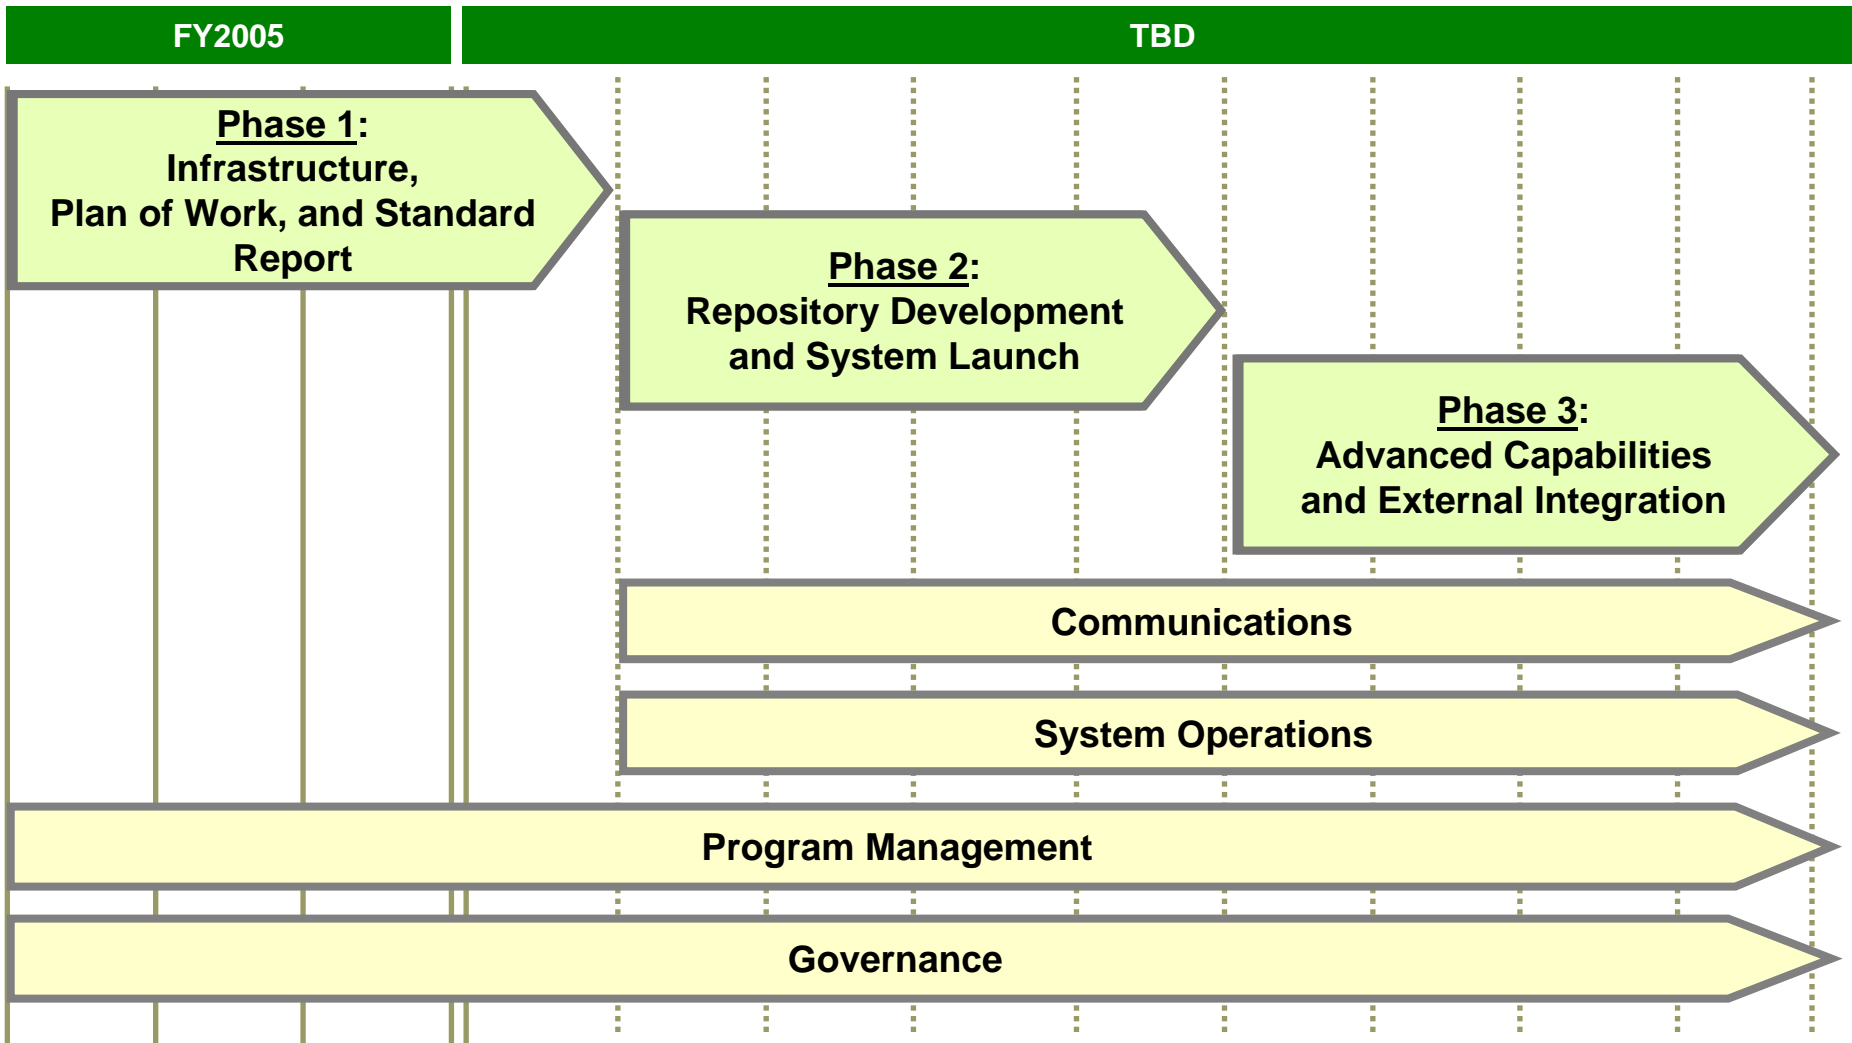 FY2005
TBD
Phase 1:
Infrastructure,
Plan of Work, and Standard
Report
Phase 2:
Repository Development
and System Launch
Phase 3:
Advanced Capabilities
and External Integration
Communications
System Operations
Program Management
Governance